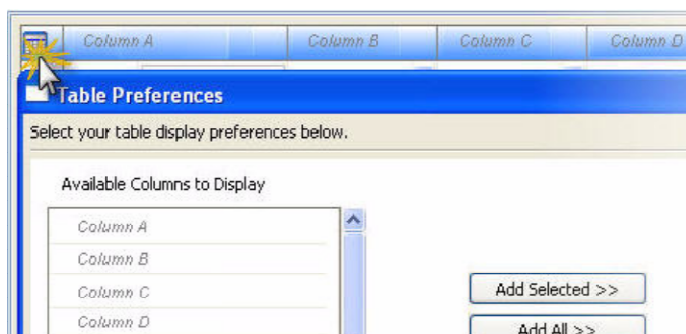 Column A Column B Column C Column D
Table Preferences
Select your table display preferences below.
Available Columns to Display
Column A
Column B
Column C
Add Selected >>
Column D
Add All >>